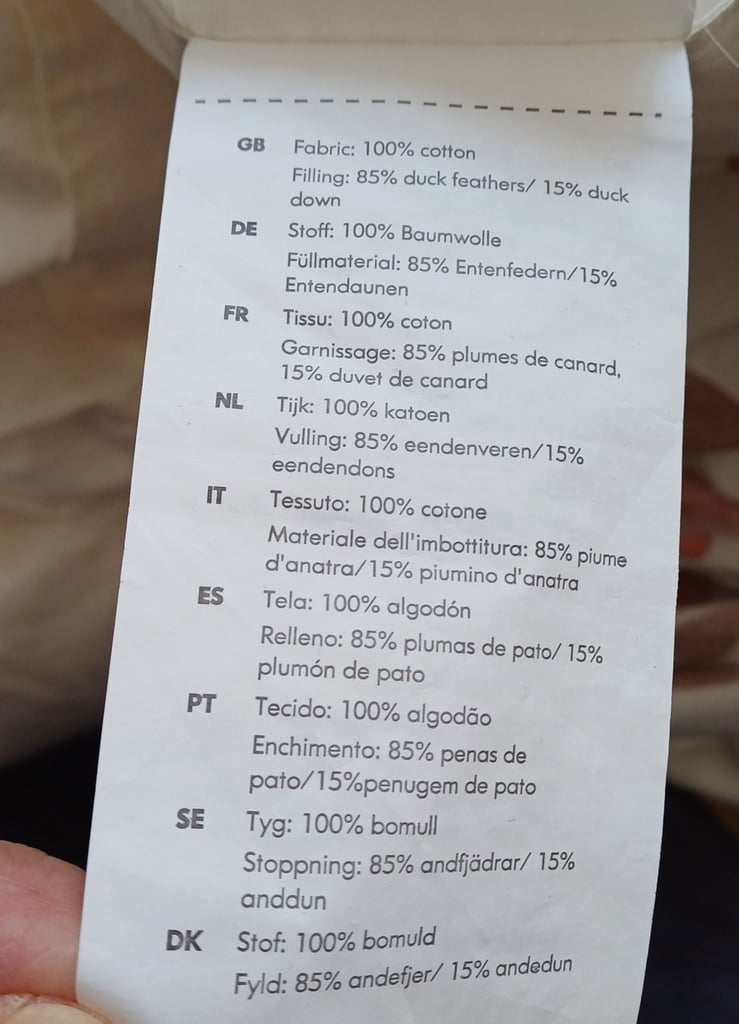 GB Fabric: 100% cotton
Filling: 85% duck feathers/ 15% duck
down
DE Stoff: 100% Baumwolle
Füllmaterial: 85% Entenfedern/15%
Entendaunen
FR Tissu: 100% coton
Garnissage: 85% plumes de canard,
15% duvet de canard
NL Tijk: 100% katoen
Vulling: 85% eendenveren/15%
eendendons
IT Tessuto: 100% cotone
Materiale dell'imbottitura: 85% piume
d'anatra/15% piumino d'anatra
ES Tela: 100% algodón
Relleno: 85% plumas de pato/ 15%
plumón de pato
PT Tecido: 100% algodão
Enchimento: 85% penas de
pato/15%penugem de pato
SE Tyg: 100% bomull
Stoppning: 85% andfjädrar/ 15%
anddun
DK Stof: 100% bomuld
Fyld: 85% andefjer/ 15% andedun